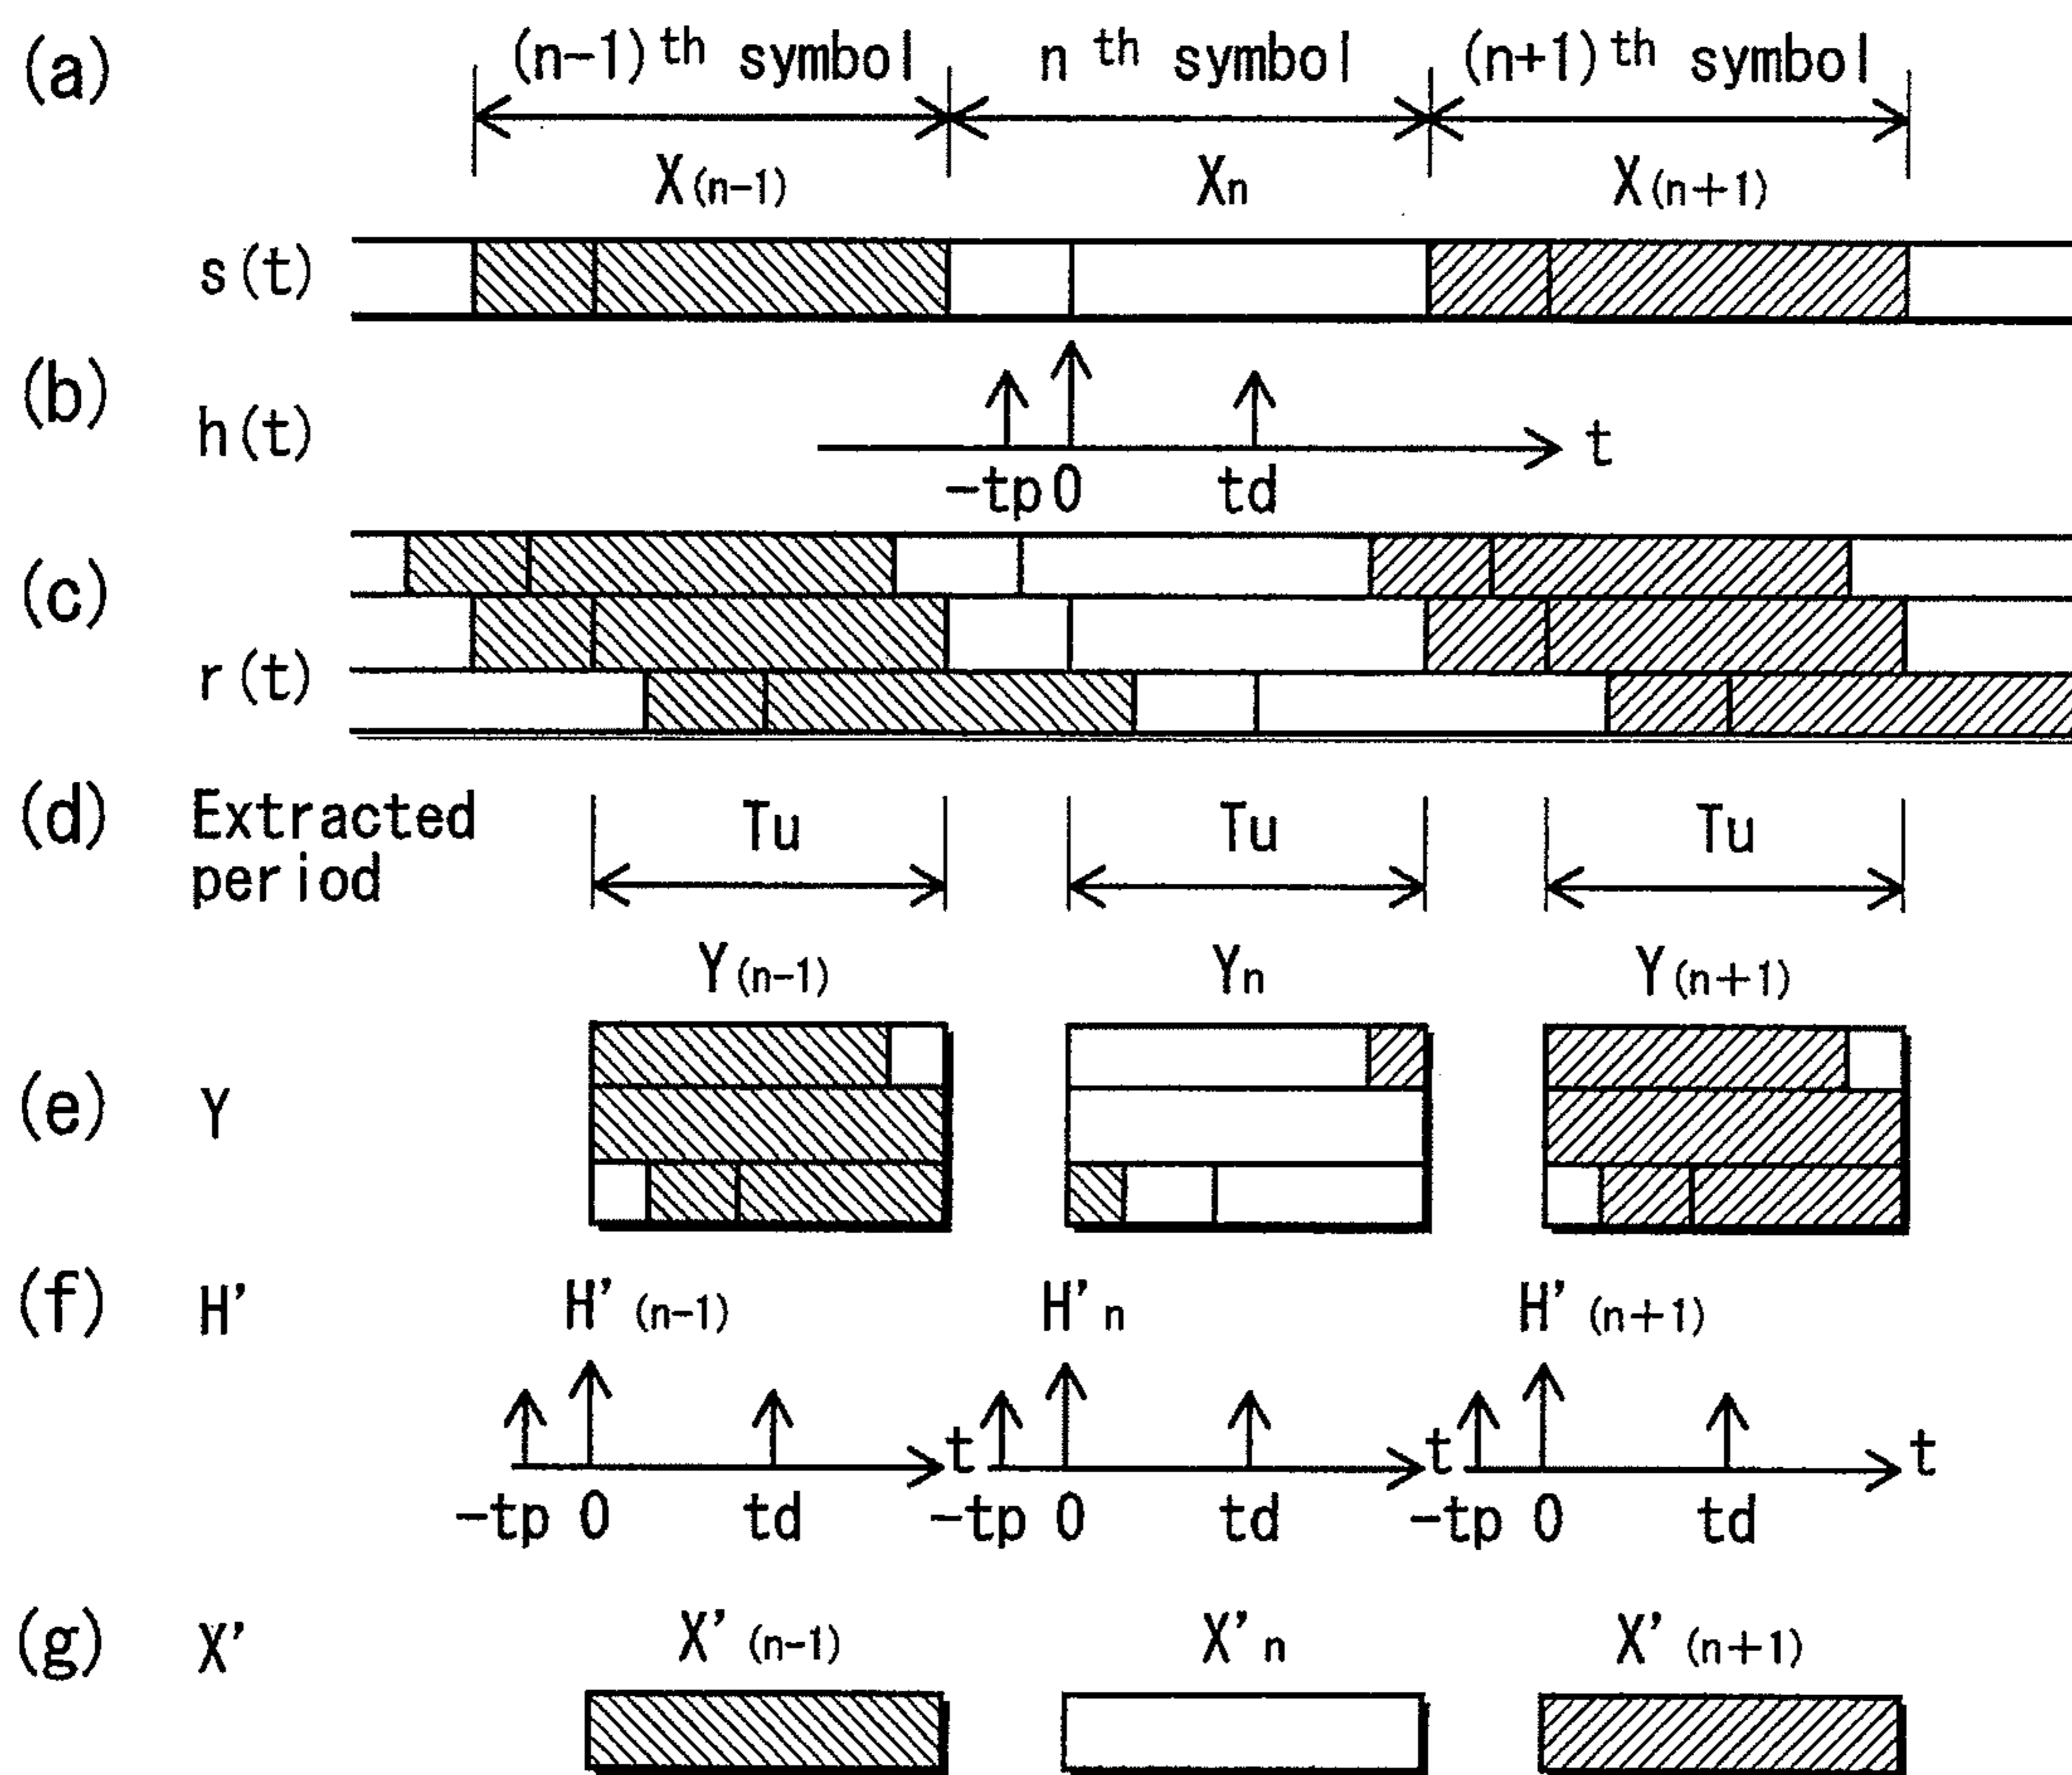 (a) (n-1)th symbol n th symbol (n+1)th symbol
X(n-1) Xn X(n+1)
s(t)
(b)
h(t) t
-tp 0 td
(c)
r(t)
(d) Extracted period Tu Tu Tu
Y(n-1) Yn Y(n+1)
(e) Y
(f) H' H'(n-1) H'n H'(n+1)
t t t
-tp 0 td -tp 0 td -tp 0 td
(g) X' X'(n-1) X'n X'(n+1)